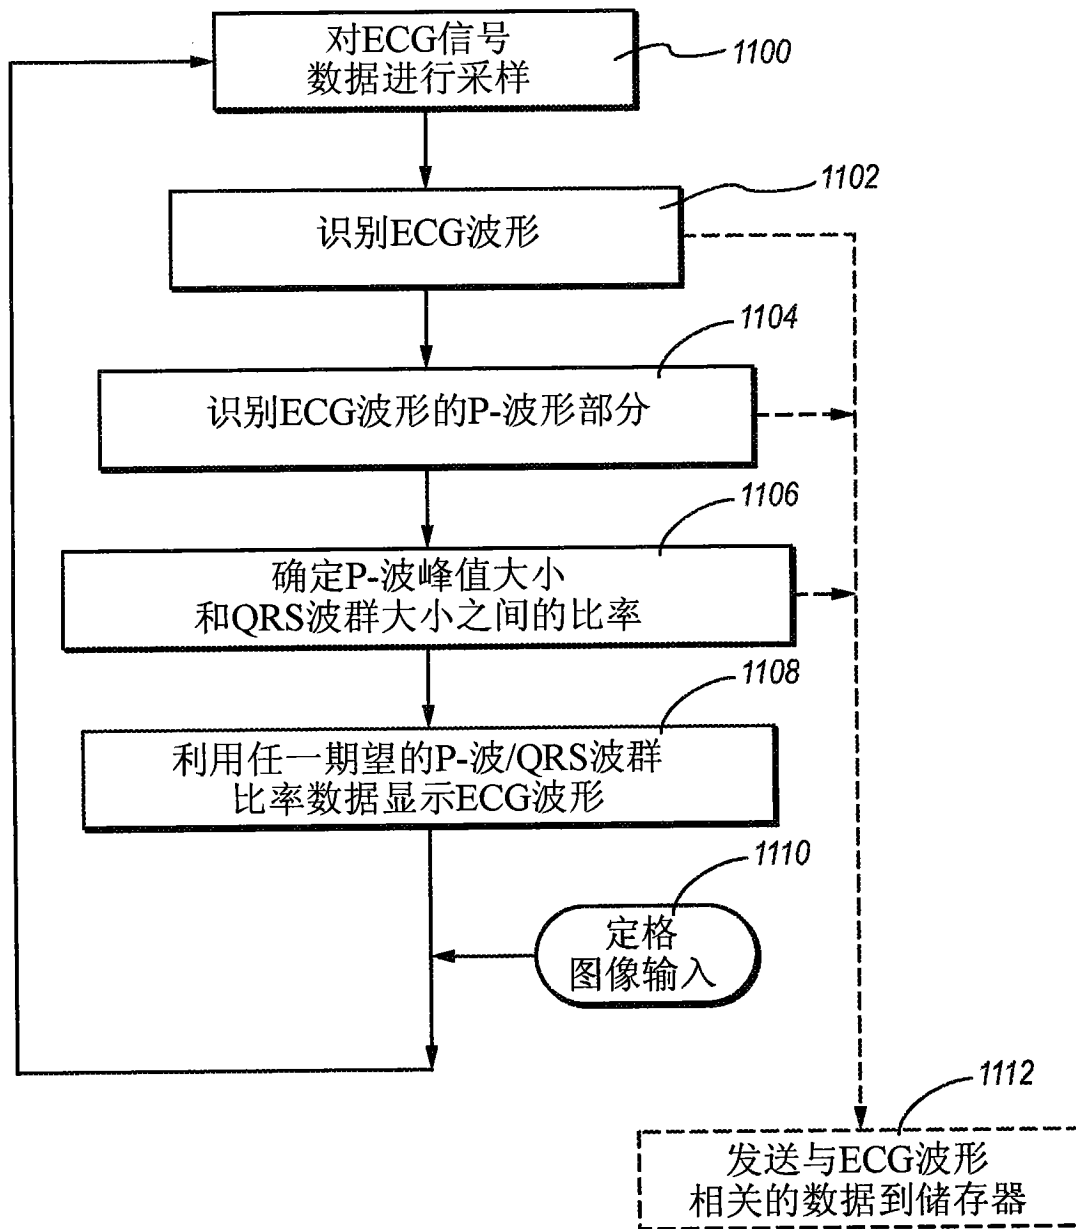 对ECG信号
数据进行采样
1100
1102
识别ECG波形
1104
识别ECG波形的P-波形部分
1106
确定P-波峰值大小
和QRS波群大小之间的比率
1108
利用任一期望的P-波/QRS波群
比率数据显示ECG波形
1110
定格
图像输入
1112
发送与ECG波形
相关的数据到储存器